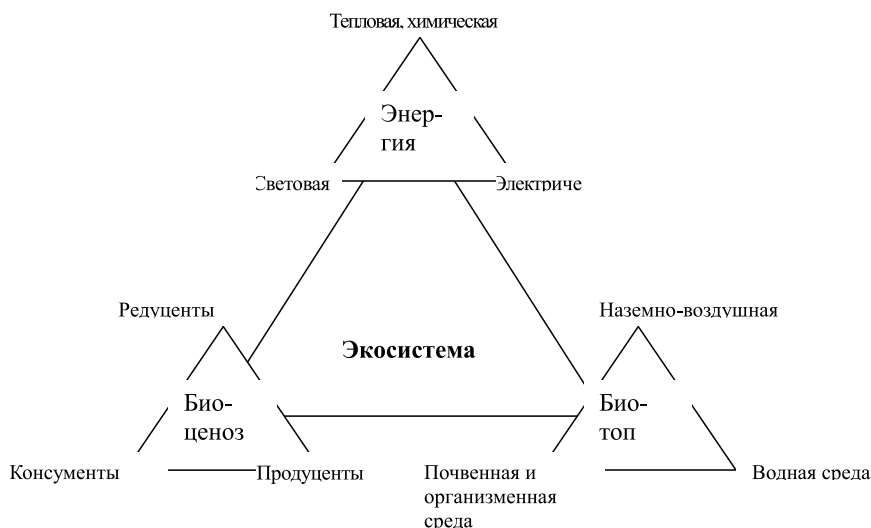 Тепловая, химическая
Энер-
гия
Световая
Электриче
Редуценты
Наземно-воздушная
Экосистема
Био-
ценоз
Био-
топ
Консументы
Продуценты
Почвенная и
организменная
среда
Водная среда